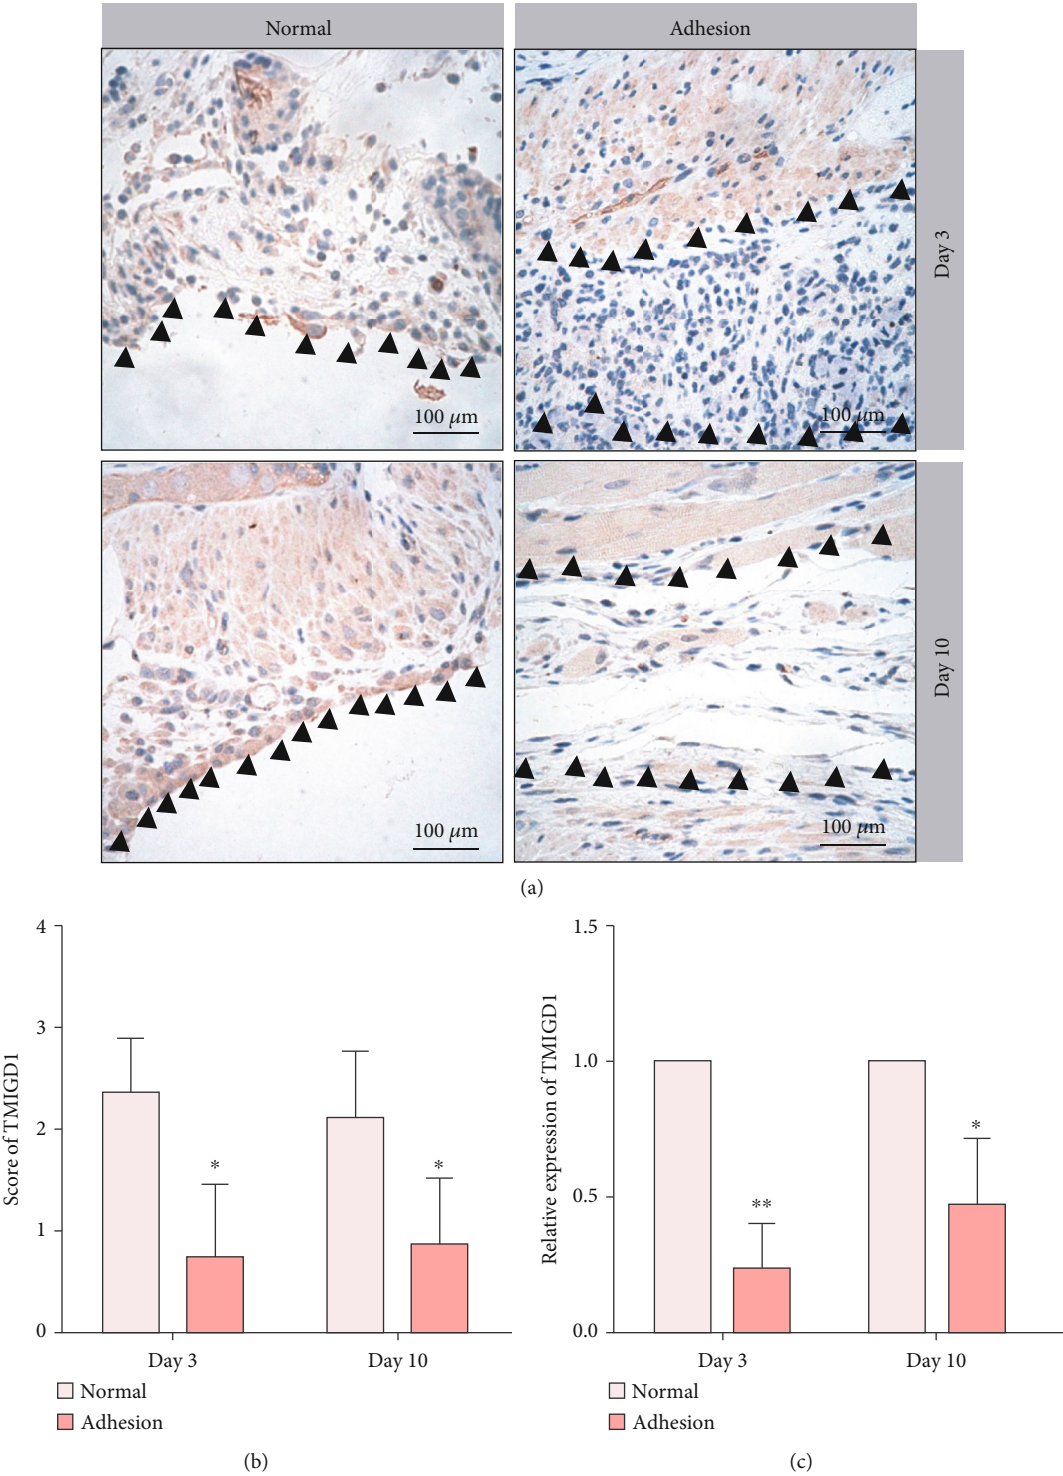 Normal
Adhesion
Day 3
100 μm
100 μm
Day 10
100 μm
100 μm
(a)
Score of TMIGD1
4
3
2
1
0
*
*
Day 3
Day 10
Normal
Adhesion
(b)
Relative expression of TMIGD1
1.5
1.0
0.5
0.0
**
*
Day 3
Day 10
Normal
Adhesion
(c)